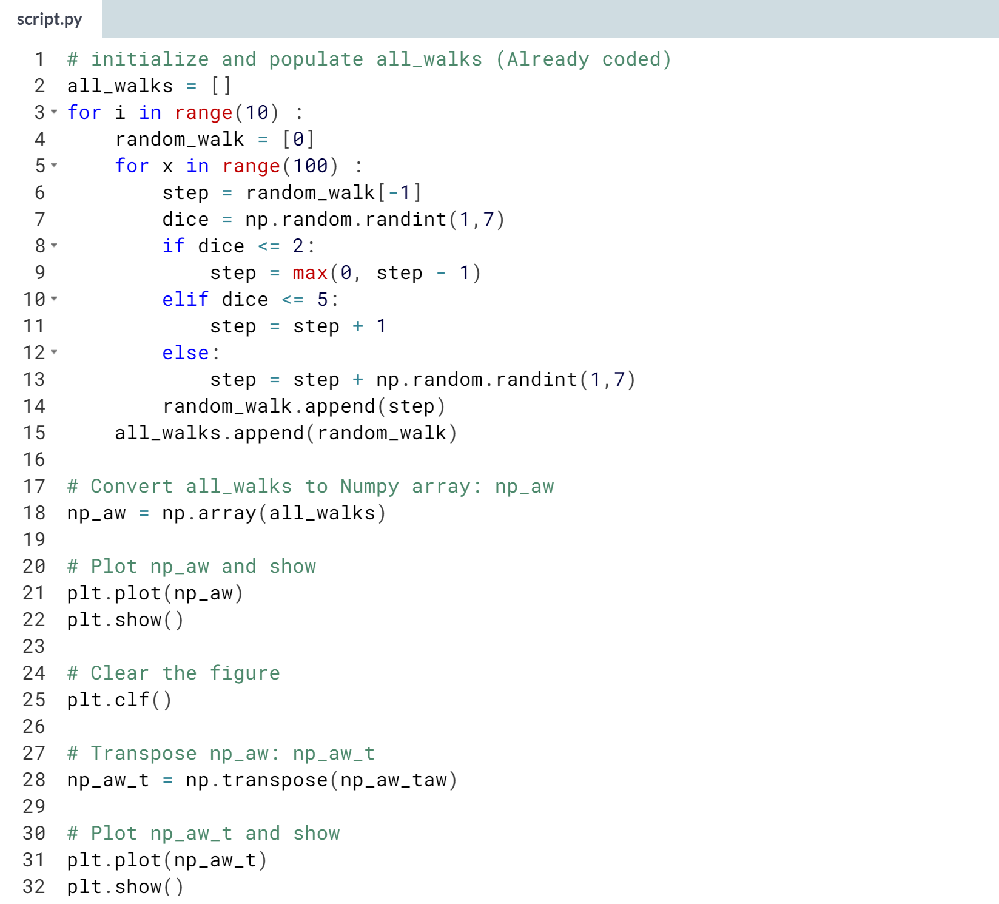 script.py
1 # initialize and populate all_walks (Already coded)
2 all_walks = []
3 for i in range(10) :
4     random_walk = [0]
5     for x in range(100) :
6         step = random_walk[-1]
7         dice = np.random.randint(1,7)
8         if dice <= 2:
9             step = max(0, step - 1)
10         elif dice <= 5:
11             step = step + 1
12         else:
13             step = step + np.random.randint(1,7)
14         random_walk.append(step)
15     all_walks.append(random_walk)
16
17 # Convert all_walks to Numpy array: np_aw
18 np_aw = np.array(all_walks)
19
20 # Plot np_aw and show
21 plt.plot(np_aw)
22 plt.show()
23
24 # Clear the figure
25 plt.clf()
26
27 # Transpose np_aw: np_aw_t
28 np_aw_t = np.transpose(np_aw_taw)
29
30 # Plot np_aw_t and show
31 plt.plot(np_aw_t)
32 plt.show()